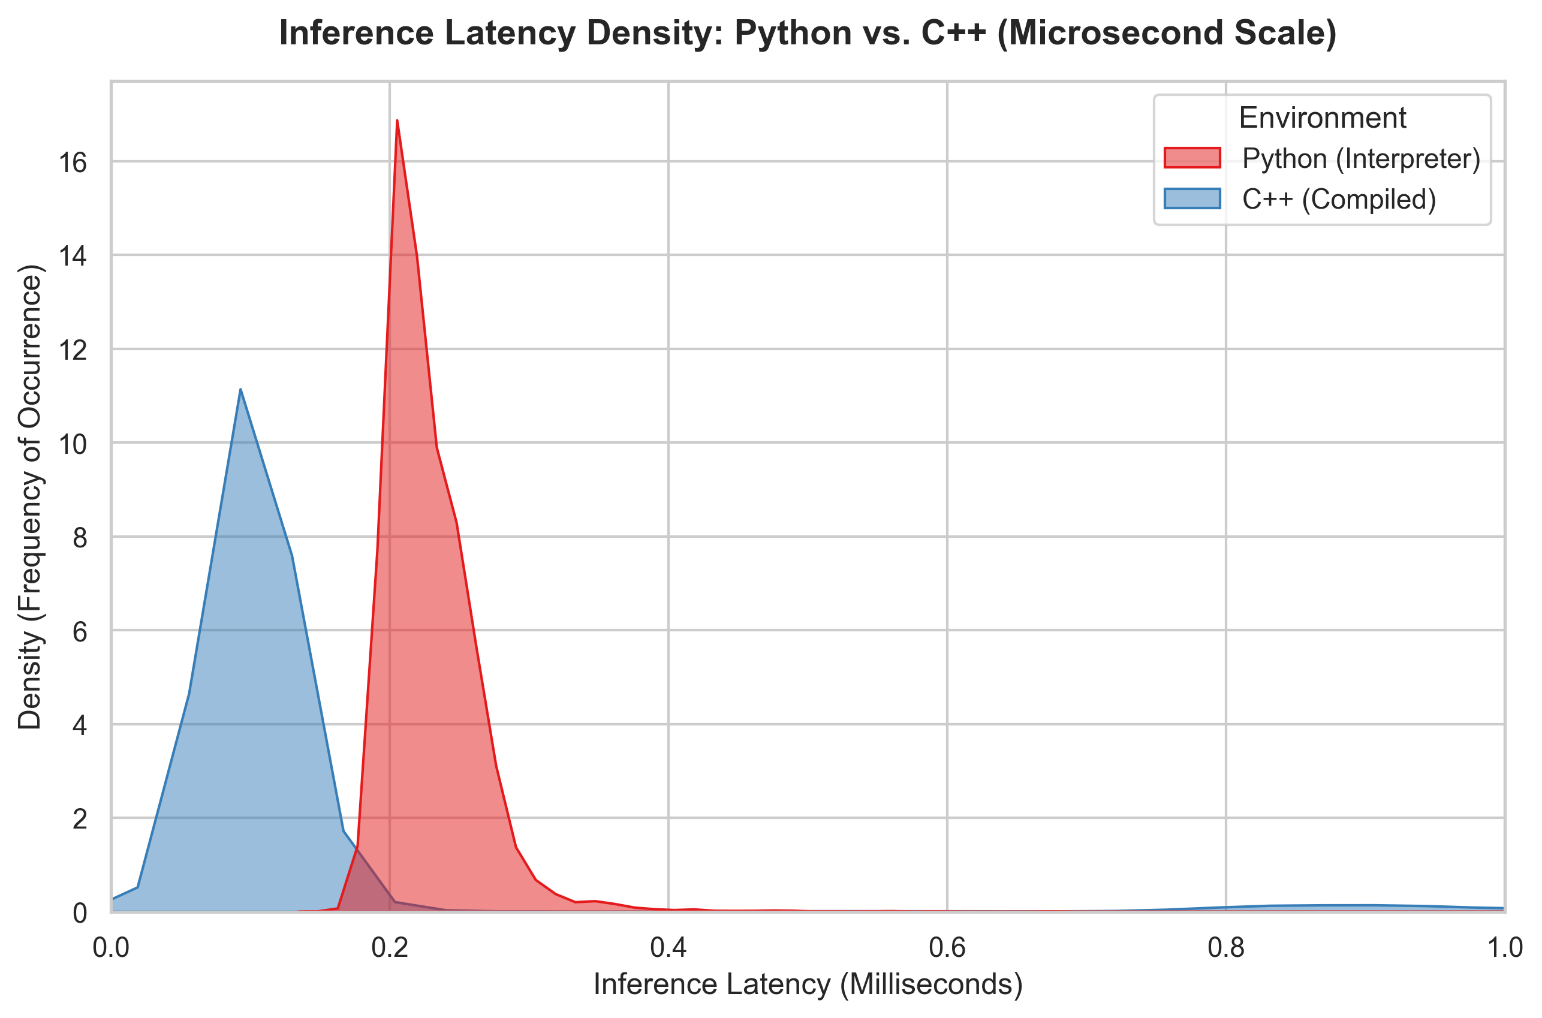 Inference Latency Density: Python vs. C++ (Microsecond Scale)
Environment
Python (Interpreter)
C++ (Compiled)
Density (Frequency of Occurrence)
16
14
12
10
8
6
4
2
0
0.0 0.2 0.4 0.6 0.8 1.0
Inference Latency (Milliseconds)